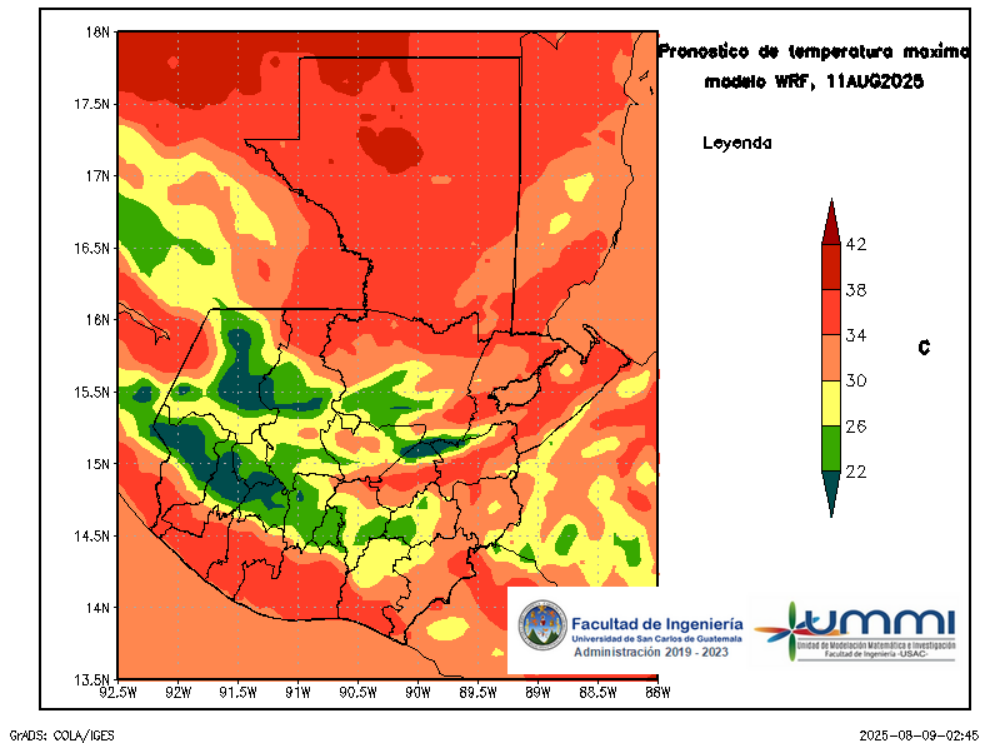 Pronostico de temperatura maxima
modelo WRF, 11AUG2025
Leyenda
42
38
34
30
26
22
C
18N
17.5N
17N
16.5N
16N
15.5N
15N
14.5N
14N
13.5N
92.5W 92W 91.5W 91W 90.5W 90W 89.5W 89W 88.5W 88W
Facultad de Ingeniería
Universidad de San Carlos de Guatemala
Administración 2019 - 2023
ummi
Unidad de Modelación Matemática e Investigación
Facultad de Ingeniería -USAC-
GrADS: COLA/IGES
2025-08-09-02:45